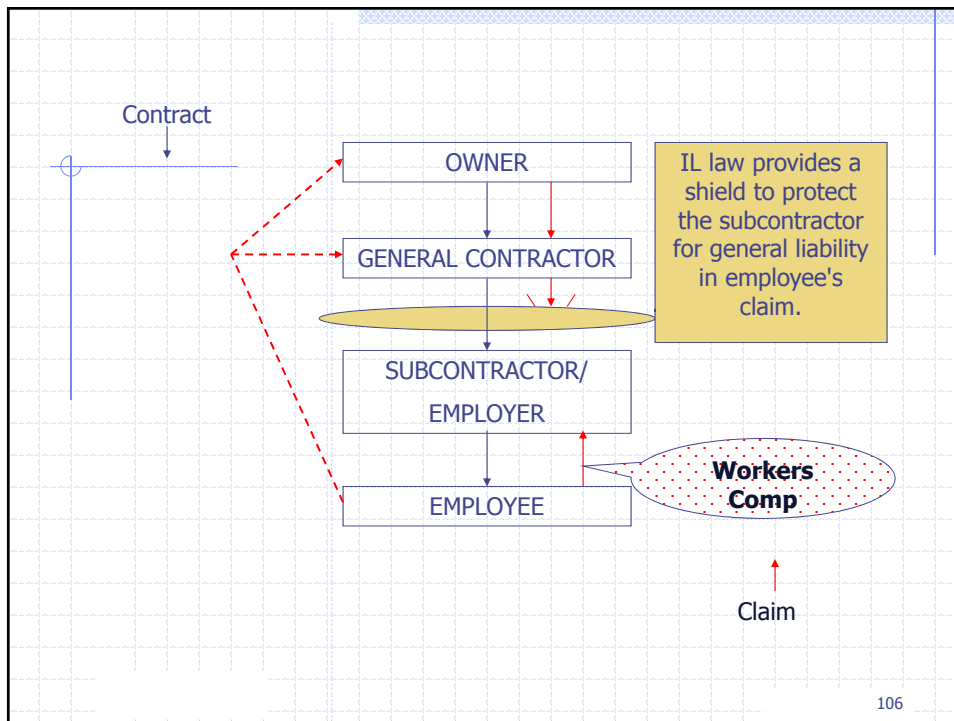 Contract
OWNER
GENERAL CONTRACTOR
IL law provides a
shield to protect
the subcontractor
for general liability
in employee's
claim.
SUBCONTRACTOR/
EMPLOYER
Workers
Comp
EMPLOYEE
Claim
106